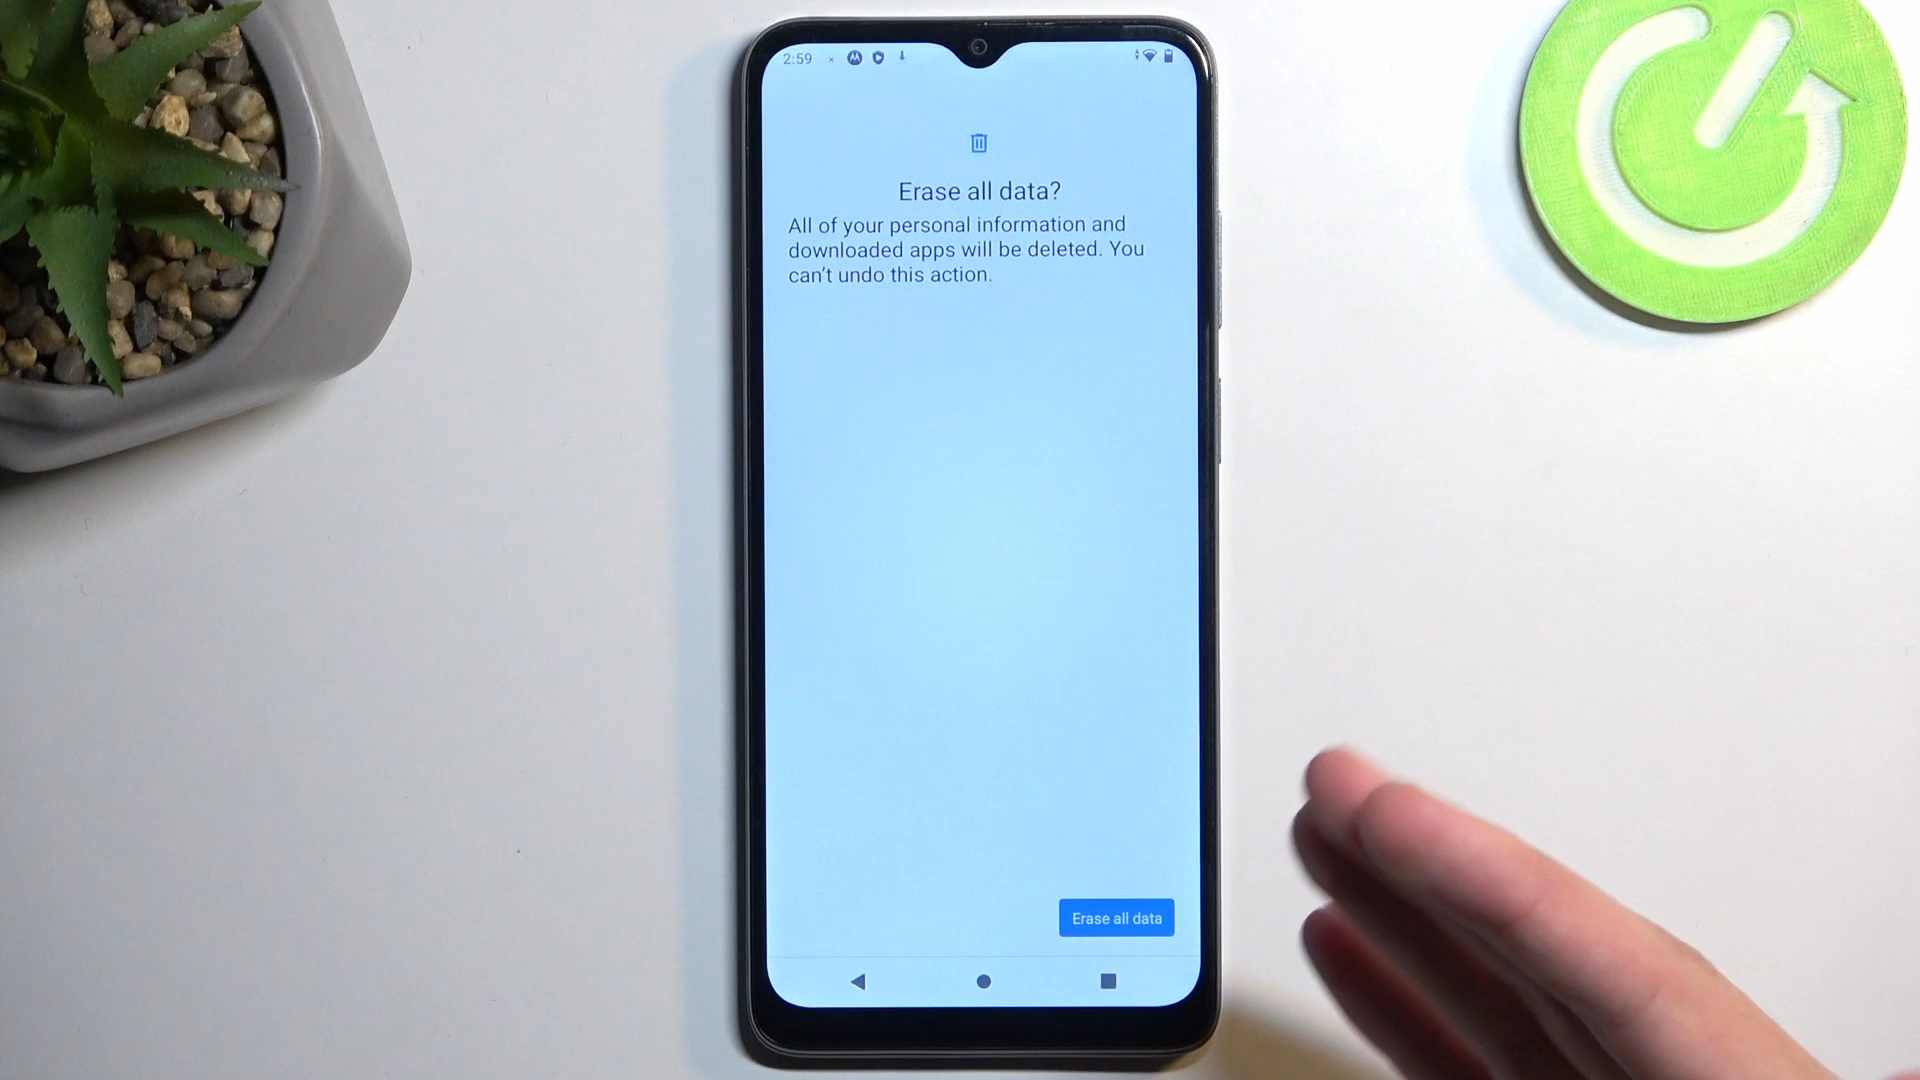 2:59
Erase all data?
All of your personal information and
downloaded apps will be deleted. You
can't undo this action.
Erase all data